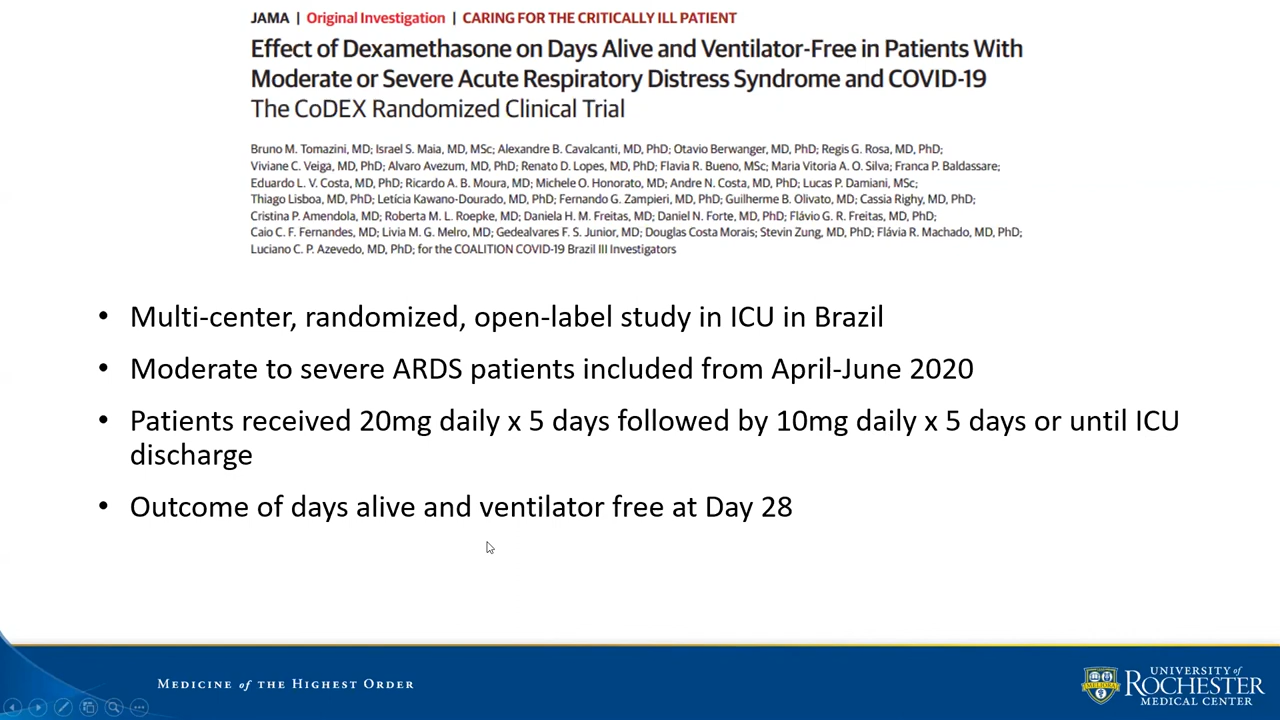 JAMA | Original Investigation | CARING FOR THE CRITICALLY ILL PATIENT
Effect of Dexamethasone on Days Alive and Ventilator-Free in Patients With
Moderate or Severe Acute Respiratory Distress Syndrome and COVID-19
The CoDEX Randomized Clinical Trial
Bruno M. Tomazini, MD; Israel S. Maia, MD, MSc; Alexandre B. Cavalcanti, MD, PhD; Otavio Berwanger, MD, PhD; Regis G. Rosa, MD, PhD;
Viviane C. Veiga, MD, PhD; Alvaro Avezum, MD, PhD; Renato D. Lopes, MD, PhD; Flavia R. Bueno, MSc; Maria Vitoria A. O. Silva; Franca P. Baldassare;
Eduardo L. V. Costa, MD, PhD; Ricardo A. B. Moura, MD; Michele O. Honorato, MD; Andre N. Costa, MD, PhD; Lucas P. Damiani, MSc;
Thiago Lisboa, MD, PhD; Letícia Kawano-Dourado, MD, PhD; Fernando G. Zampieri, MD, PhD; Guilherme B. Olivato, MD; Cassia Righy, MD, PhD;
Cristina P. Amendola, MD; Roberta M. L. Roepke, MD; Daniela H. M. Freitas, MD; Daniel N. Forte, MD, PhD; Flávio G. R. Freitas, MD, PhD;
Caio C. F. Fernandes, MD; Livia M. G. Melro, MD; Gedealvares F. S. Junior, MD; Douglas Costa Morais; Stevin Zung, MD, PhD; Flávia R. Machado, MD, PhD;
Luciano C. P. Azevedo, MD, PhD; for the COALITION COVID-19 Brazil III Investigators
• Multi-center, randomized, open-label study in ICU in Brazil
• Moderate to severe ARDS patients included from April-June 2020
• Patients received 20mg daily x 5 days followed by 10mg daily x 5 days or until ICU
discharge
• Outcome of days alive and ventilator free at Day 28
MEDICINE of THE HIGHEST ORDER
MELIORA
UNIVERSITY of
ROCHESTER
MEDICAL CENTER